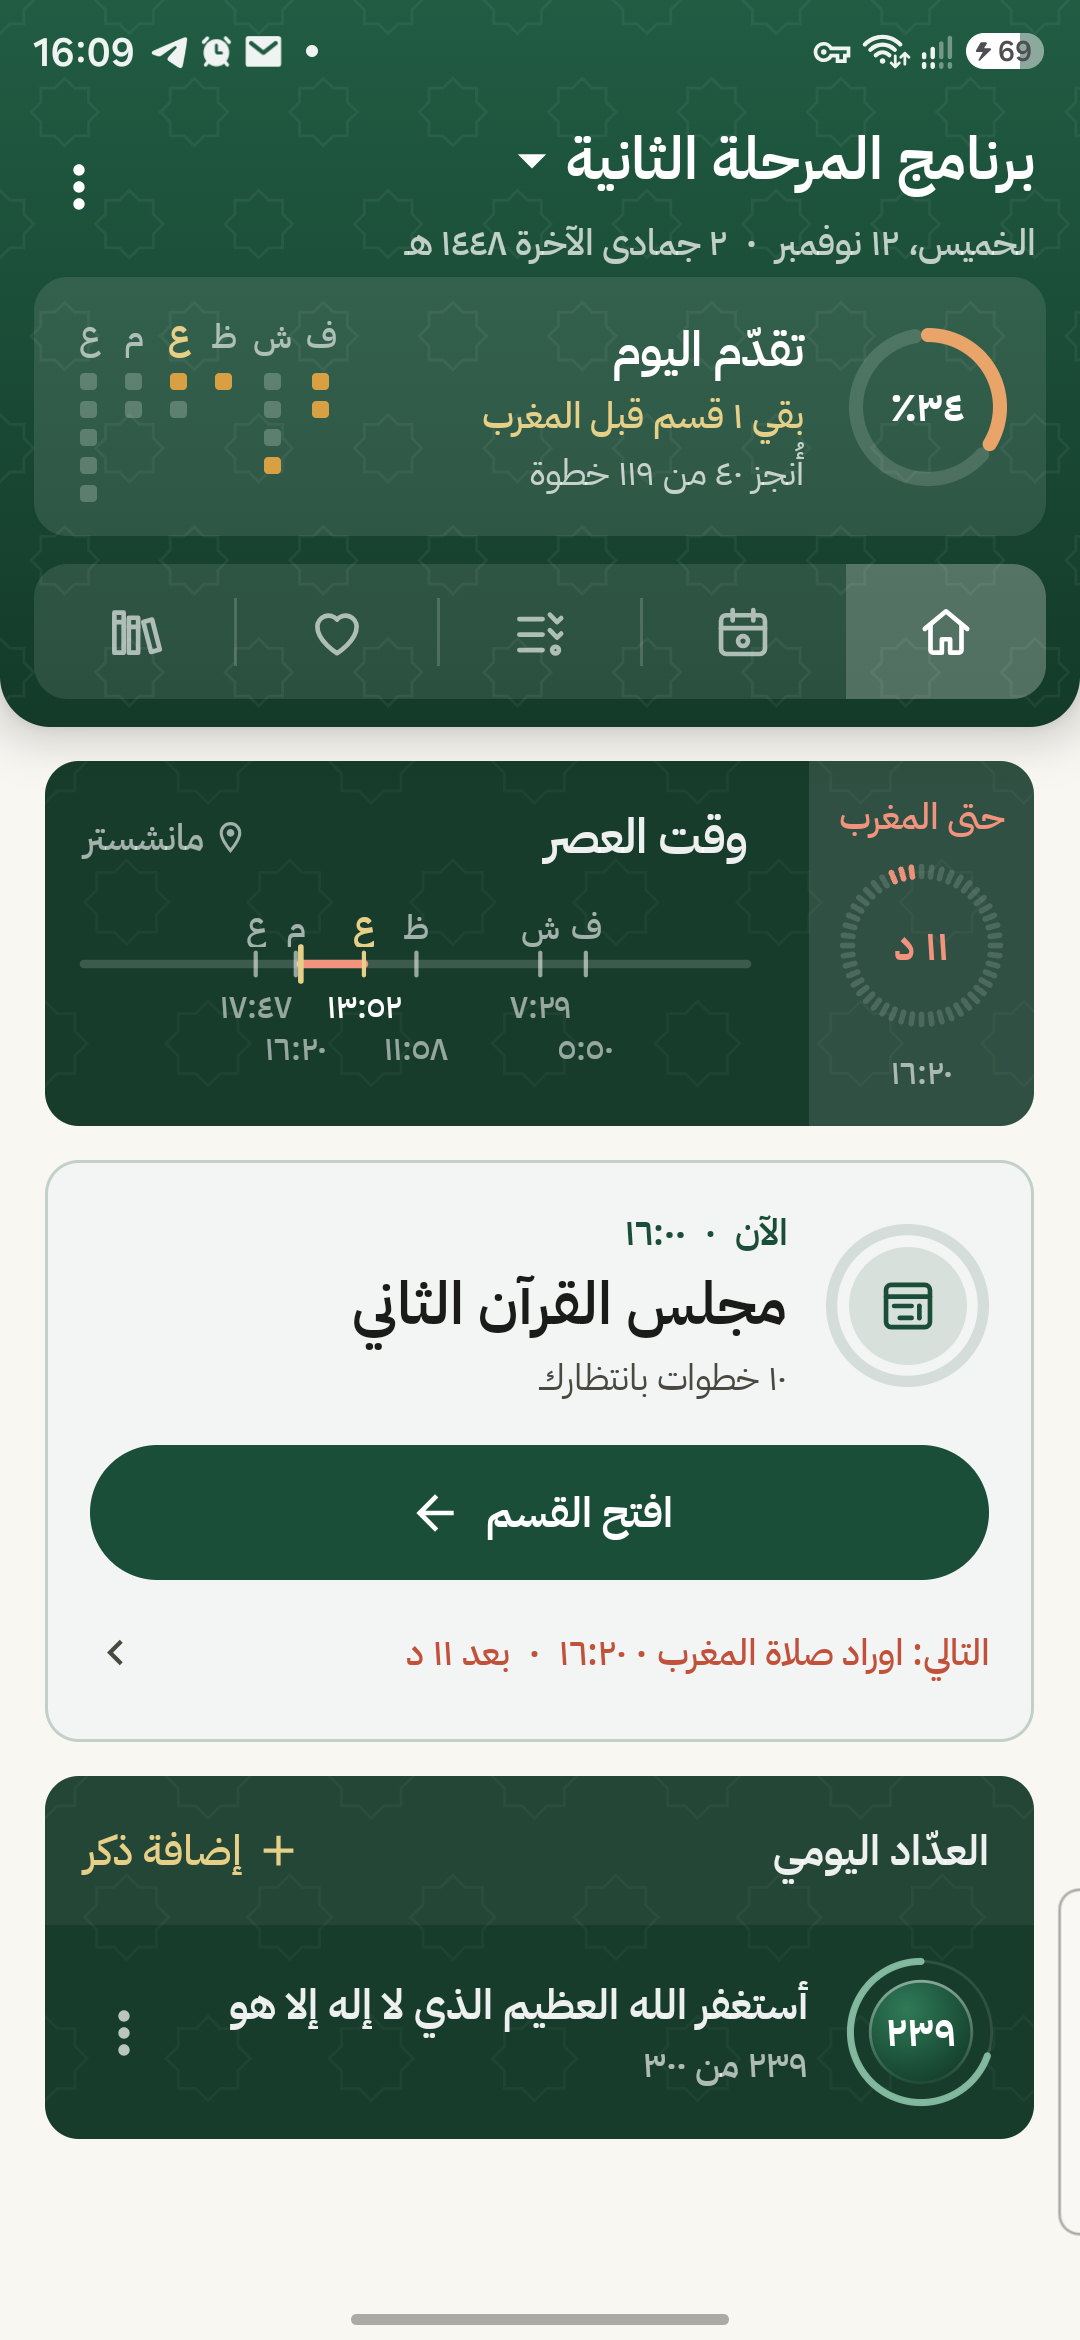 16:09
69
برنامج المرحلة الثانية
الخميس، ١٢ نوفمبر · ٢ جمادى الآخرة ١٤٤٨ هـ
٪٣٤
تقدّم اليوم
بقي ١ قسم قبل المغرب
أُنجز ٤٠ من ١١٩ خطوة
ف ش ظ ع م ع
حتى المغرب
١١ د
١٦:٢٠
وقت العصر
مانشستر
ف ش ظ ع م ع
٧:٢٩ ١٣:٥٢ ١٧:٤٧
٥:٥٠ ١١:٥٨ ١٦:٢٠
الآن · ١٦:٠٠
مجلس القرآن الثاني
١٠ خطوات بانتظارك
افتح القسم
التالي: اوراد صلاة المغرب · ١٦:٢٠ · بعد ١١ د
العدّاد اليومي
إضافة ذكر
٢٣٩
أستغفر الله العظيم الذي لا إله إلا هو
٢٣٩ من ٣٠٠